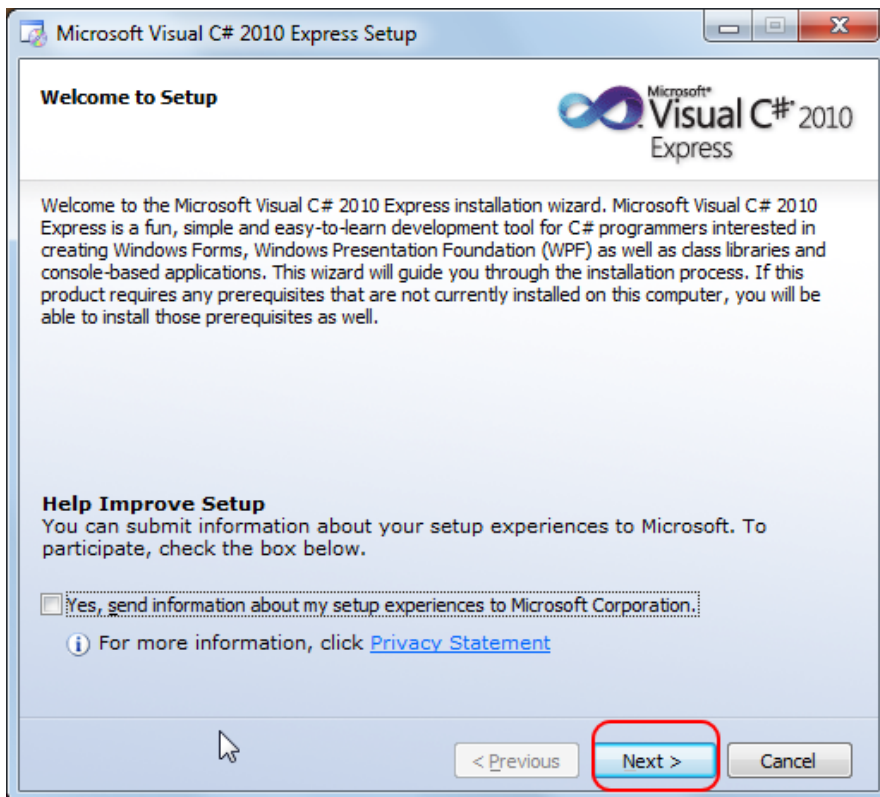 Microsoft Visual C# 2010 Express Setup
Welcome to Setup
Microsoft®
Visual C#® 2010
Express
Welcome to the Microsoft Visual C# 2010 Express installation wizard. Microsoft Visual C# 2010
Express is a fun, simple and easy-to-learn development tool for C# programmers interested in
creating Windows Forms, Windows Presentation Foundation (WPF) as well as class libraries and
console-based applications. This wizard will guide you through the installation process. If this
product requires any prerequisites that are not currently installed on this computer, you will be
able to install those prerequisites as well.
Help Improve Setup
You can submit information about your setup experiences to Microsoft. To
participate, check the box below.
Yes, send information about my setup experiences to Microsoft Corporation.
For more information, click Privacy Statement
< Previous
Next >
Cancel